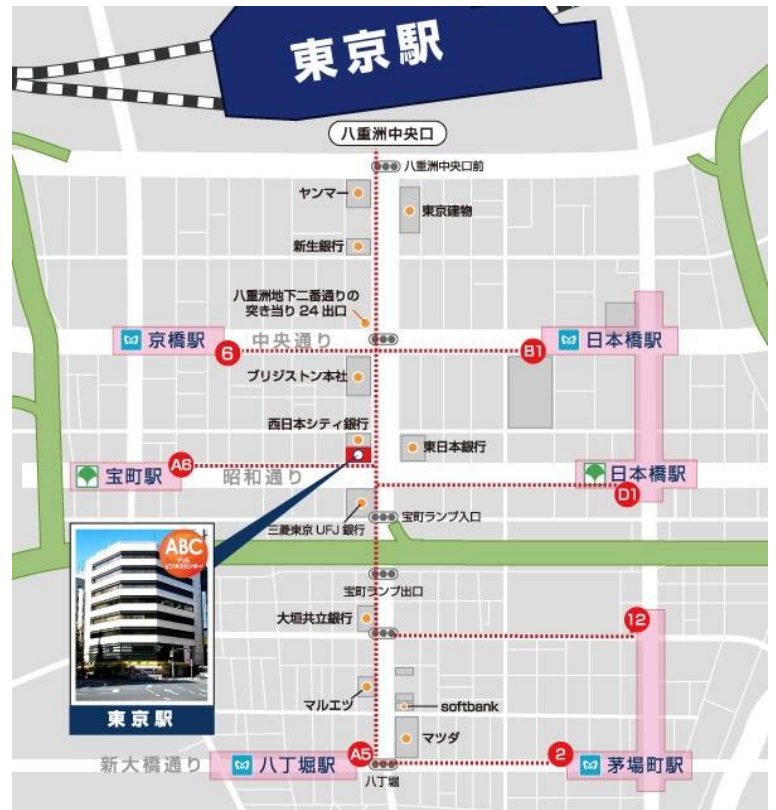 東京駅
八重洲中央口
八重洲中央口前
ヤンマー
東京建物
新生銀行
八重洲地下二番通りの
突き当り 24 出口
京橋駅
中央通り
日本橋駅
6
B1
ブリジストン本社
西日本シティ銀行
東日本銀行
A6
宝町駅
昭和通り
日本橋駅
D1
三菱東京 UFJ 銀行
宝町ランプ入口
ABC
宝町ランプ出口
大垣共立銀行
12
マルエツ
softbank
東京駅
マツダ
新大橋通り
八丁堀駅
A5
2
茅場町駅
八丁堀